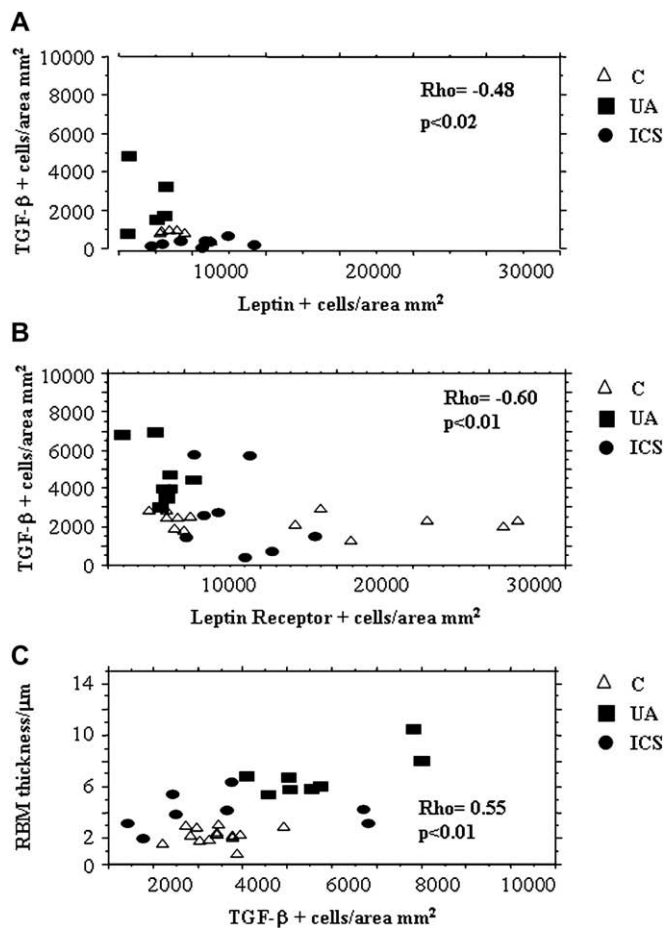 A
TGF-β + cells/area mm²
10000
8000
6000
4000
2000
0
Rho= -0.48
p<0.02
C
UA
ICS
10000 20000 30000
Leptin + cells/area mm²
B
TGF-β + cells/area mm²
10000
8000
6000
4000
2000
0
Rho= -0.60
p<0.01
C
UA
ICS
10000 20000 30000
Leptin Receptor + cells/area mm²
C
RBM thickness/μm
14
10
6
2
0
Rho= 0.55
p<0.01
C
UA
ICS
2000 4000 6000 8000 10000
TGF-β + cells/area mm²